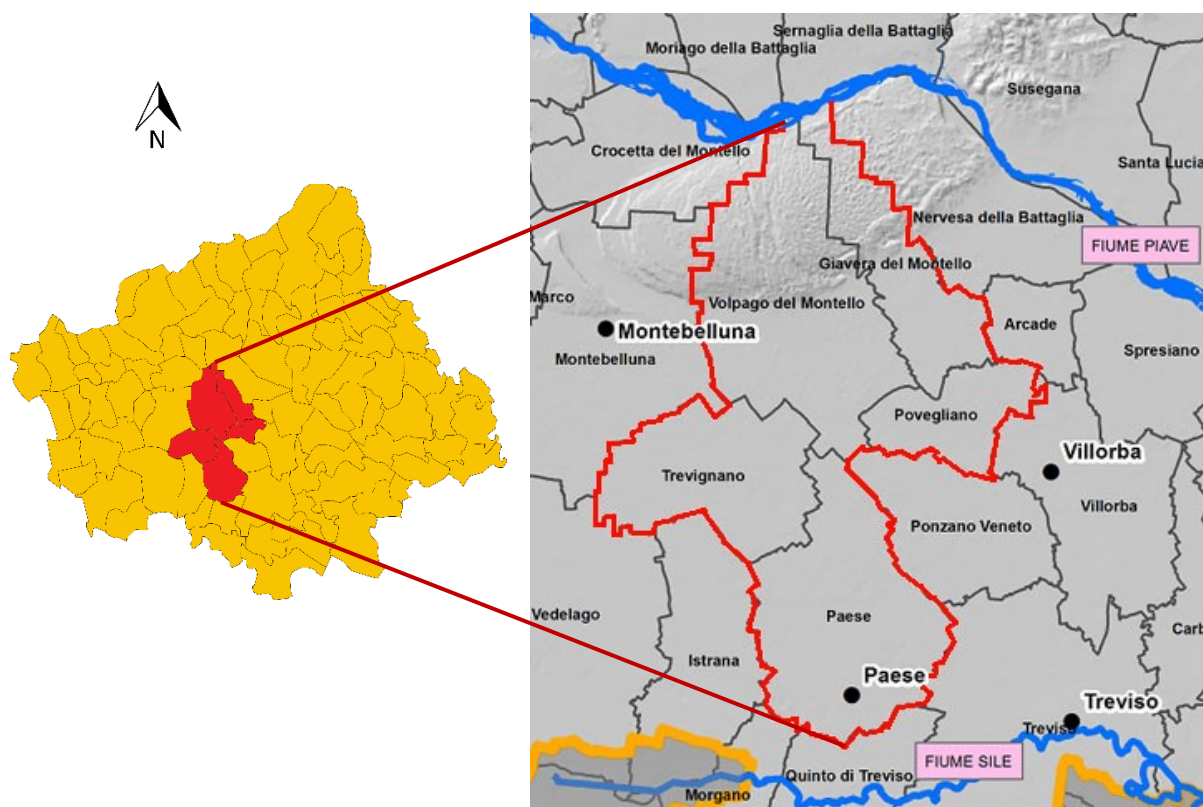 Sernaglia della Battaglia
Moriago della Battaglia
Susegana
N
Crocetta del Montello
Santa Lucia
Nervesa della Battaglia
FIUME PIAVE
Giavera del Montello
Marco
Volpago del Montello
Montebelluna
Arcade
Montebelluna
Spresiano
Povegliano
Villorba
Trevignano
Villorba
Ponzano Veneto
Vedelago
Paese
Carb
Istrana
Paese
Treviso
Treviso
FIUME SILE
Quinto di Treviso
Morgano